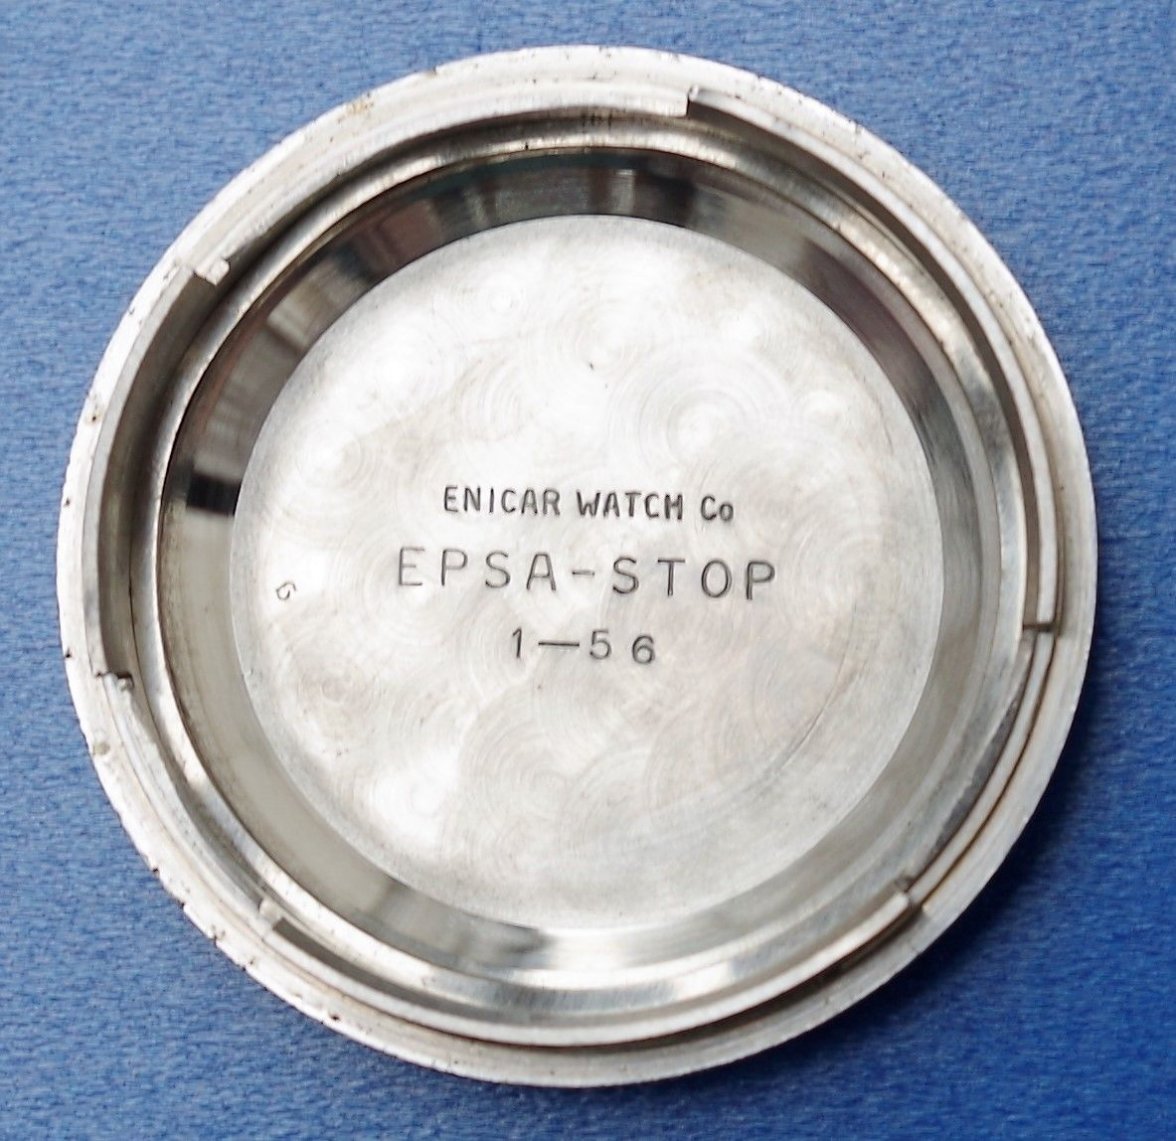 ENICAR WATCH Co
EPSA-STOP
1—56
G